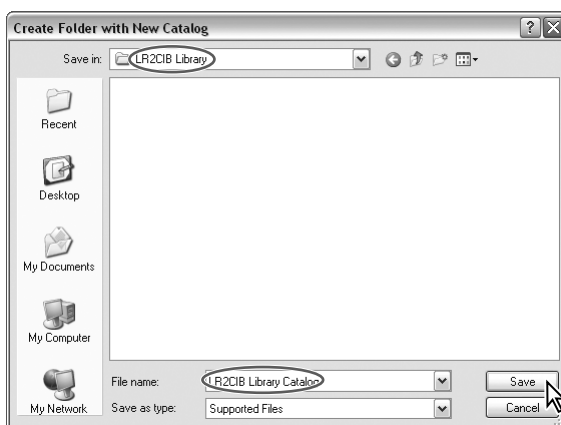 Create Folder with New Catalog
Save in: LR2CIB Library
Recent
Desktop
My Documents
My Computer
My Network
File name: LR2CIB Library Catalog
Save as type: Supported Files
Save
Cancel